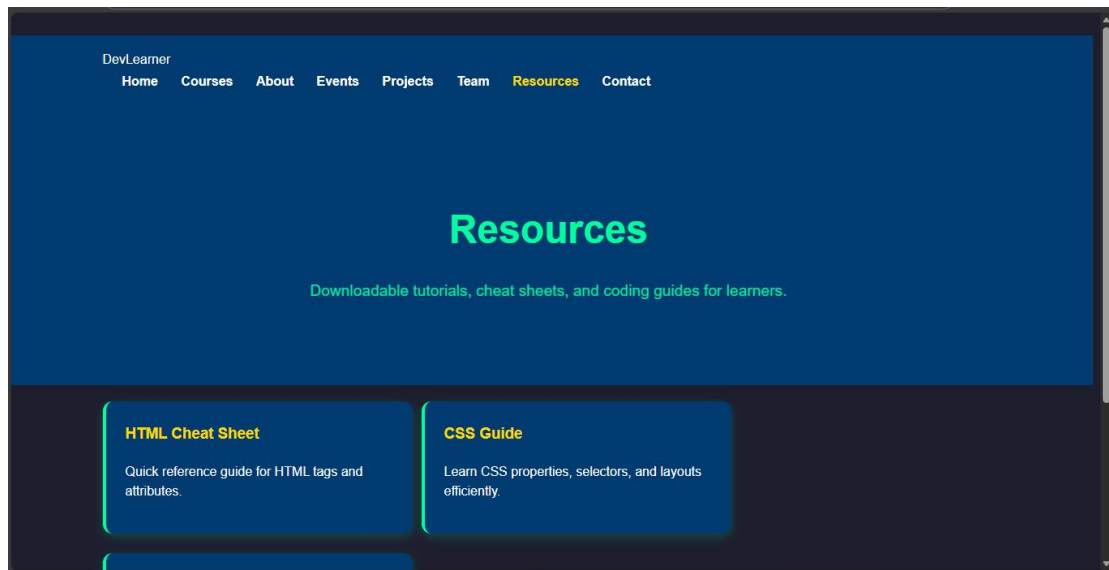 DevLearner
Home Courses About Events Projects Team Resources Contact
Resources
Downloadable tutorials, cheat sheets, and coding guides for learners.
HTML Cheat Sheet
Quick reference guide for HTML tags and
attributes.
CSS Guide
Learn CSS properties, selectors, and layouts
efficiently.